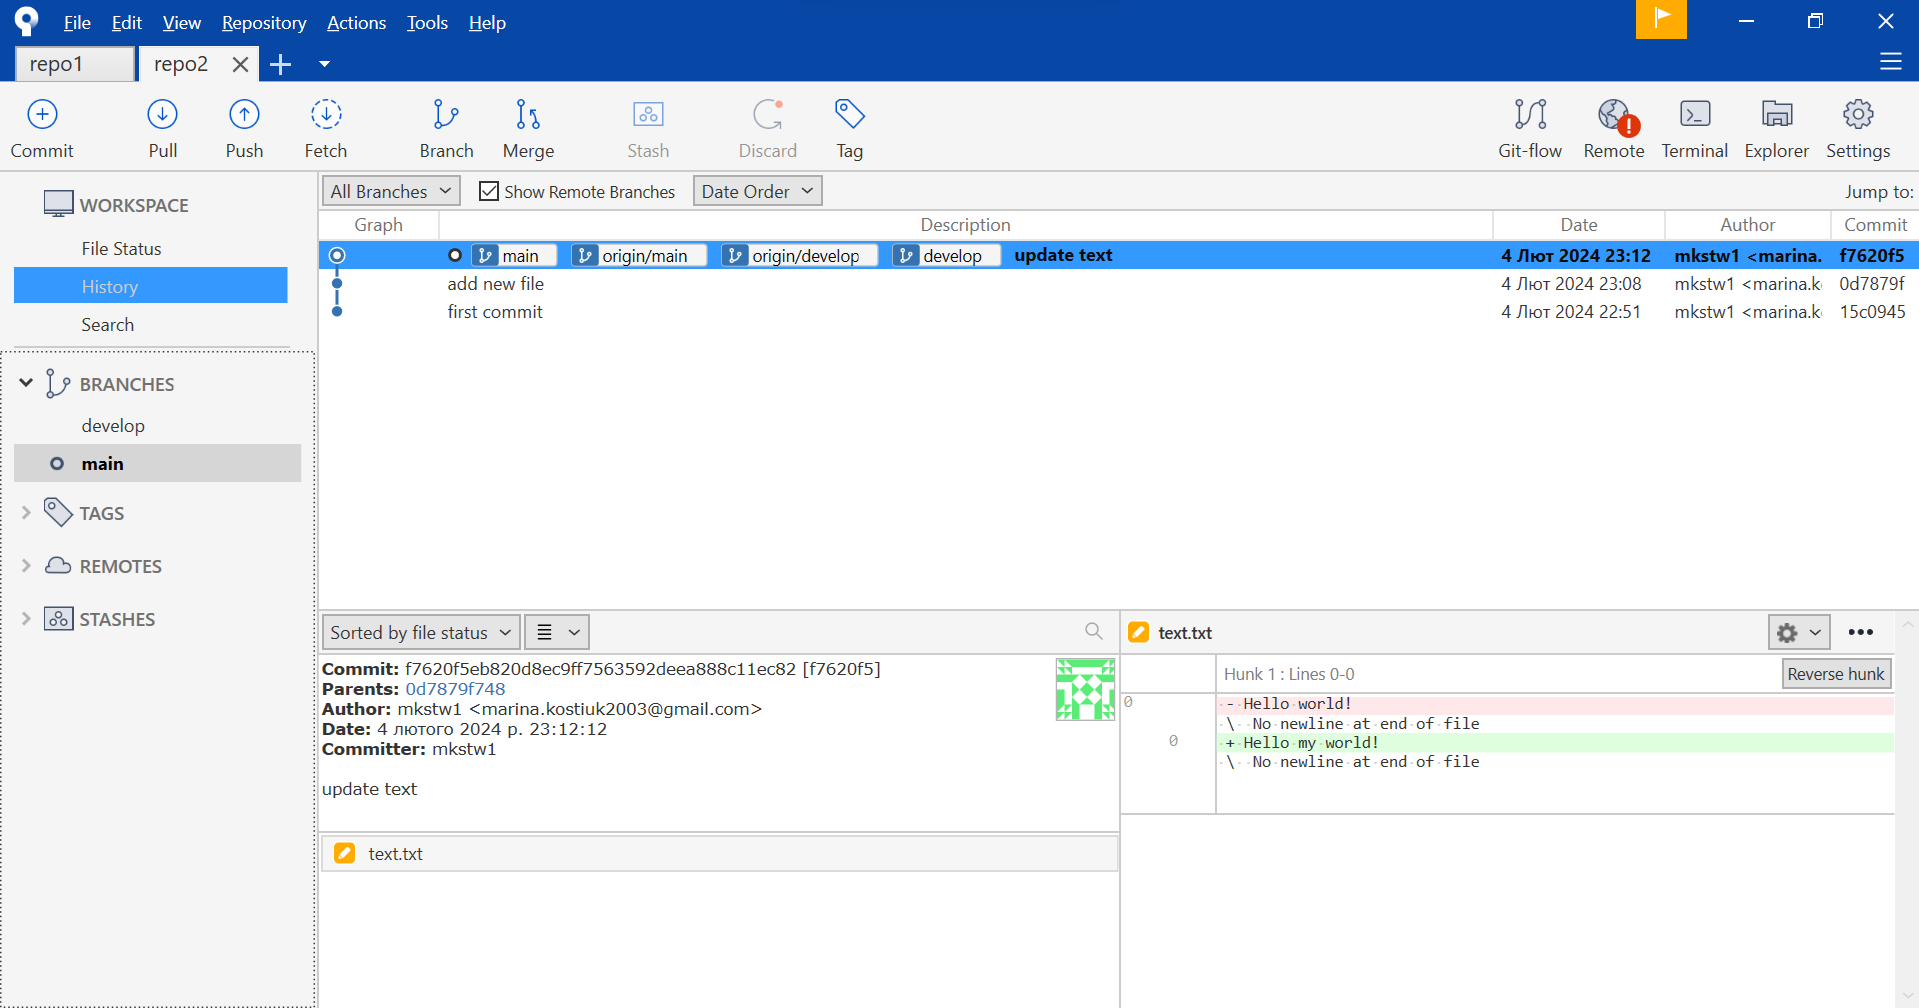 File Edit View Repository Actions Tools Help
repo1 repo2
Commit Pull Push Fetch Branch Merge Stash Discard Tag Git-flow Remote Terminal Explorer Settings
WORKSPACE
File Status
History
Search
BRANCHES
develop
main
TAGS
REMOTES
STASHES
All Branches Show Remote Branches Date Order Jump to:
Graph Description Date Author Commit
main origin/main origin/develop develop update text 4 Лют 2024 23:12 mkstw1 <marina. f7620f5
add new file 4 Лют 2024 23:08 mkstw1 <marina.k 0d7879f
first commit 4 Лют 2024 22:51 mkstw1 <marina.k 15c0945
Sorted by file status
Commit: f7620f5eb820d8ec9ff7563592deea888c11ec82 [f7620f5]
Parents: 0d7879f748
Author: mkstw1 <marina.kostiuk2003@gmail.com>
Date: 4 лютого 2024 р. 23:12:12
Committer: mkstw1
update text
text.txt
text.txt
Hunk 1 : Lines 0-0 Reverse hunk
0 - Hello world!
\ No newline at end of file
0 + Hello my world!
\ No newline at end of file